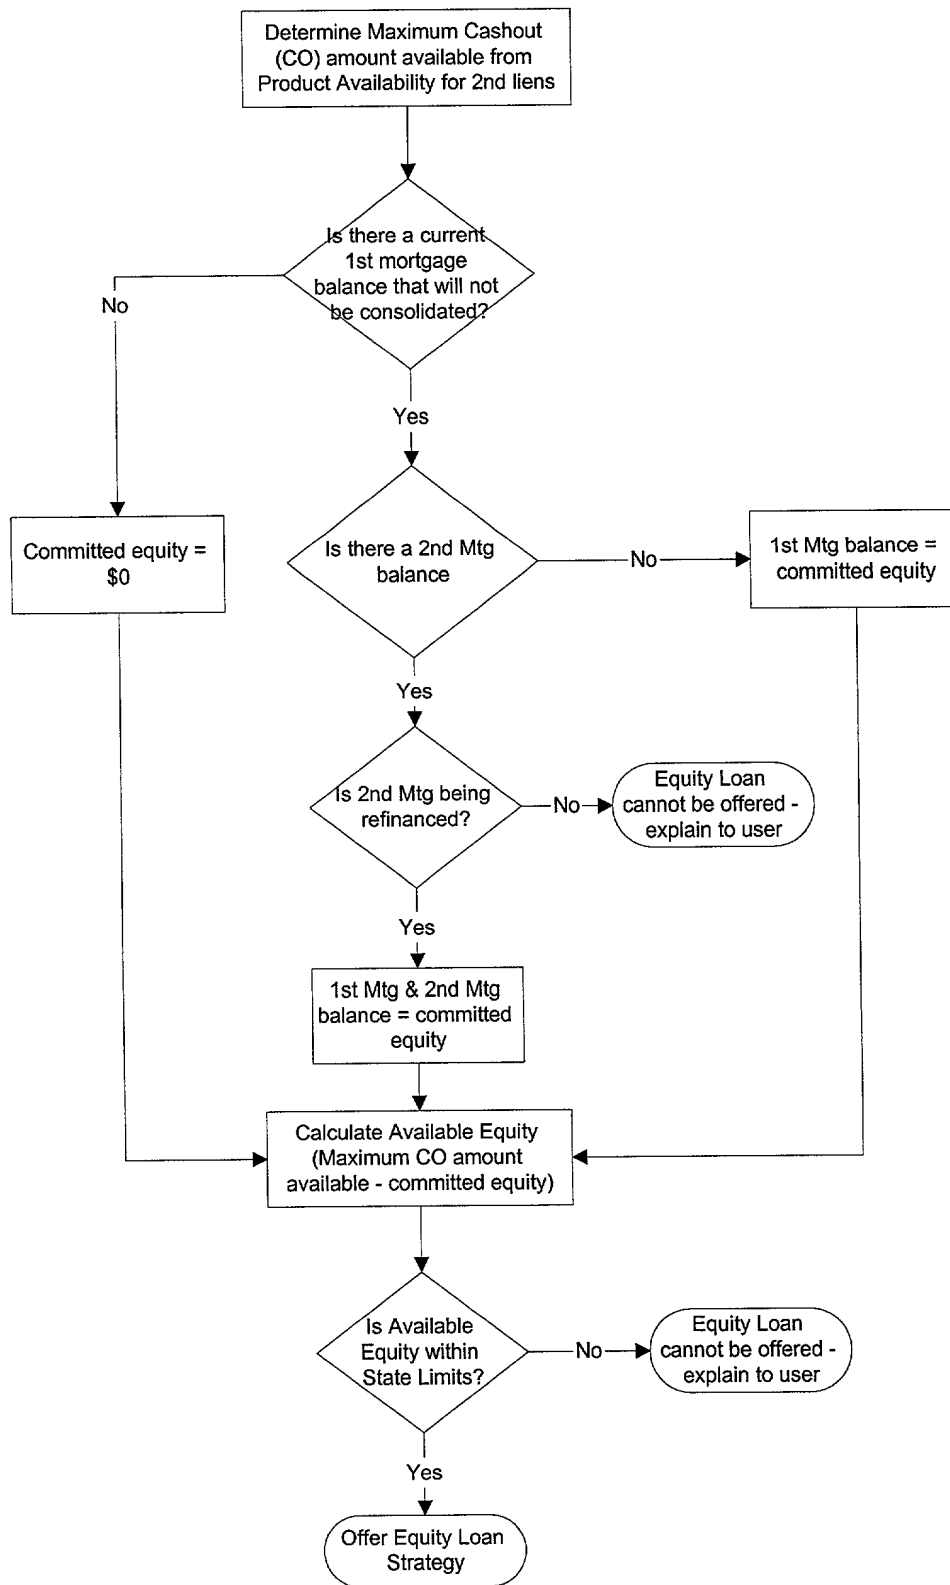 Determine Maximum Cashout
(CO) amount available from
Product Availability for 2nd liens
Is there a current
1st mortgage
balance that will not
be consolidated?
No
Yes
Committed equity =
$0
Is there a 2nd Mtg
balance
No
1st Mtg balance =
committed equity
Yes
Is 2nd Mtg being
refinanced?
No
Equity Loan
cannot be offered -
explain to user
Yes
1st Mtg & 2nd Mtg
balance = committed
equity
Calculate Available Equity
(Maximum CO amount
available - committed equity)
Is Available
Equity within
State Limits?
No
Equity Loan
cannot be offered -
explain to user
Yes
Offer Equity Loan
Strategy